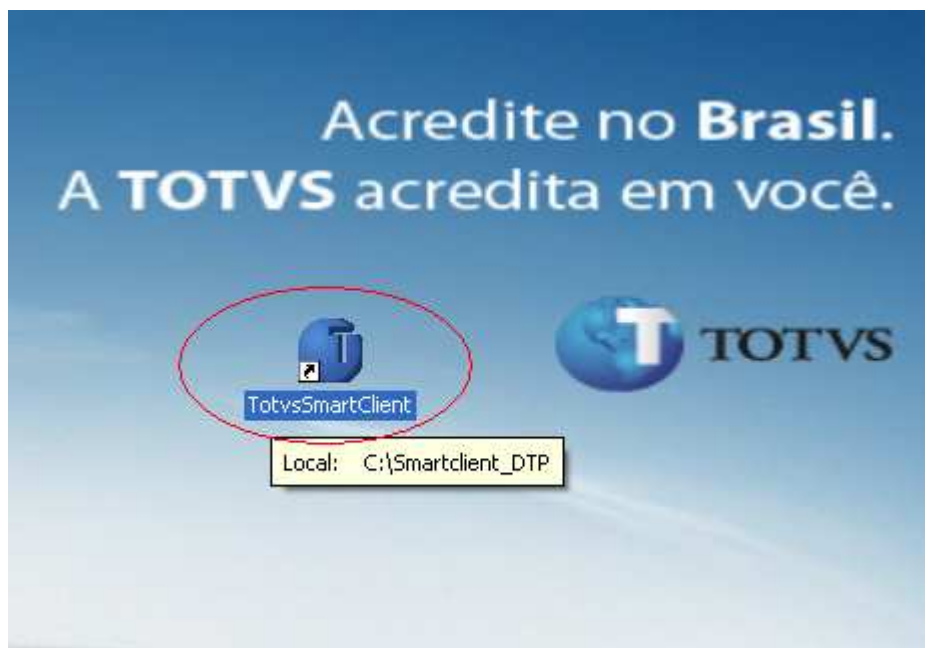 Acredite no Brasil.
A TOTVS acredita em você.
T TOTVS
T
TotvsSmartClient
Local: C:\Smartclient_DTP